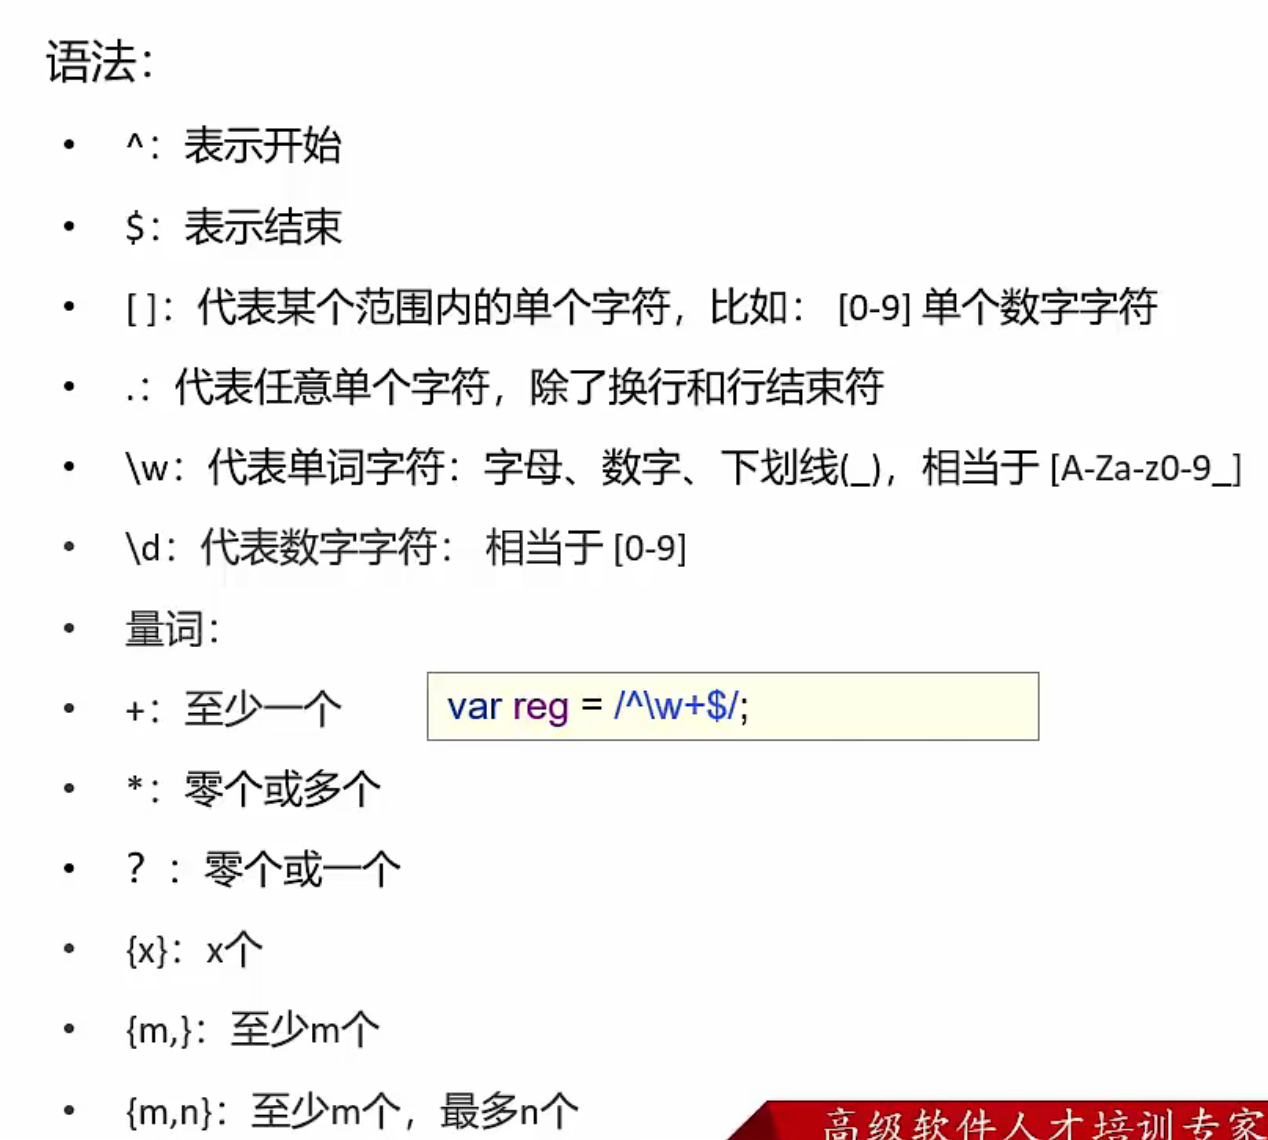 语法：
• ^：表示开始
• $：表示结束
• [ ]：代表某个范围内的单个字符，比如： [0-9] 单个数字字符
• .：代表任意单个字符，除了换行和行结束符
• \w：代表单词字符：字母、数字、下划线(_)，相当于 [A-Za-z0-9_]
• \d：代表数字字符： 相当于 [0-9]
• 量词：
• +：至少一个
var reg = /^\w+$/;
• *：零个或多个
• ？：零个或一个
• {x}：x个
• {m,}：至少m个
• {m,n}：至少m个，最多n个
高级软件人才培训专家